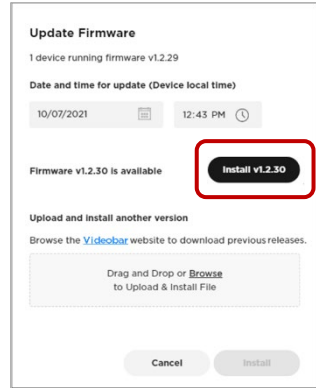 Update Firmware
1 device running firmware v1.2.29
Date and time for update (Device local time)
10/07/2021 12:43 PM
Firmware v1.2.30 is available Install v1.2.30
Upload and install another version
Browse the Videobar website to download previous releases.
Drag and Drop or Browse
to Upload & Install File
Cancel Install